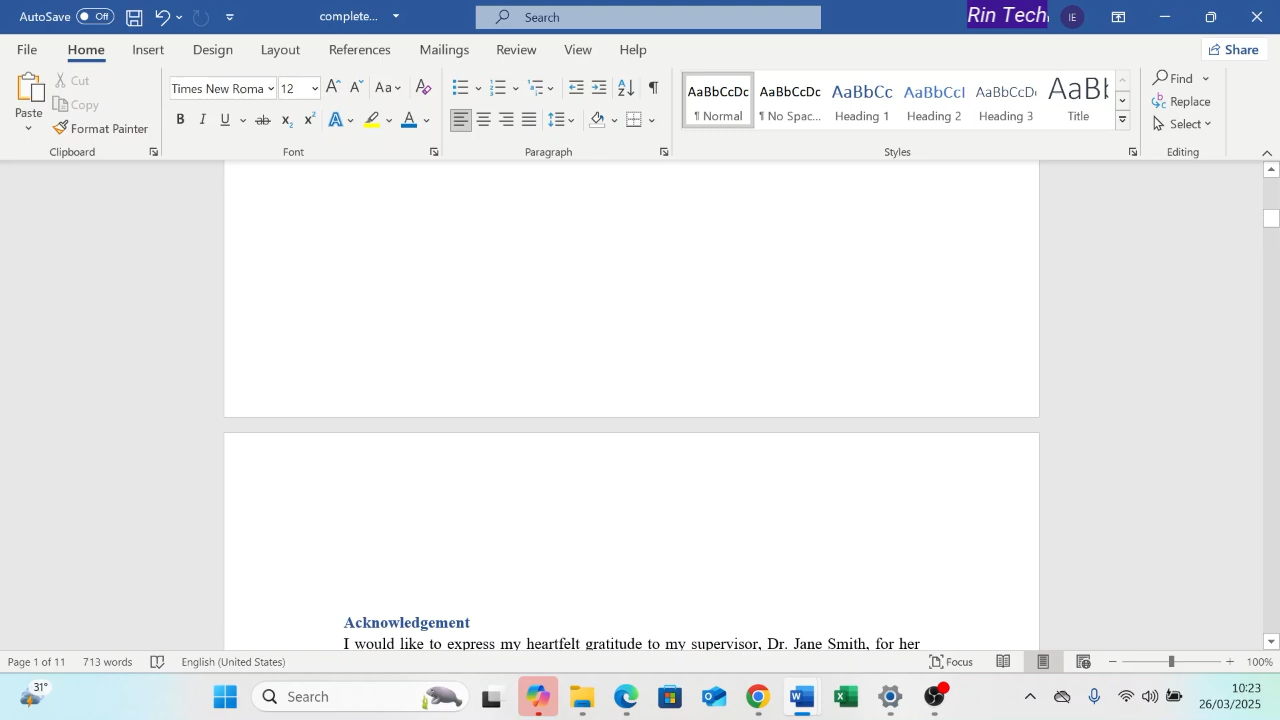 AutoSave Off complete... Search Rin Tech IE
File Home Insert Design Layout References Mailings Review View Help Share
Paste Cut Copy Format Painter
Times New Roma 12 Aa
AaBbCcDc AaBbCcDc AaBbCc AaBbCcI AaBbCcD AaBb
¶ Normal ¶ No Spac... Heading 1 Heading 2 Heading 3 Title
Find Replace Select
Clipboard Font Paragraph Styles Editing
Acknowledgement
I would like to express my heartfelt gratitude to my supervisor, Dr. Jane Smith, for her
Page 1 of 11 713 words English (United States) Focus 100%
31° Search 10:23
26/03/2025